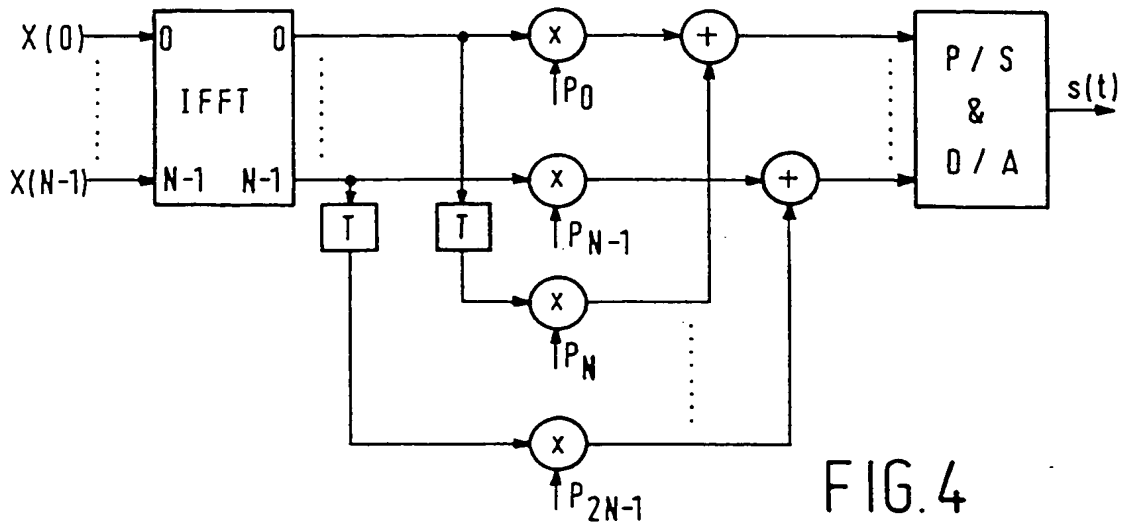 X(0)
0 0
IFFT
X(N-1)
N-1 N-1
T T
x
P0
+
x
PN-1
+
x
PN
x
P2N-1
P/S
&
D/A
s(t)
FIG.4